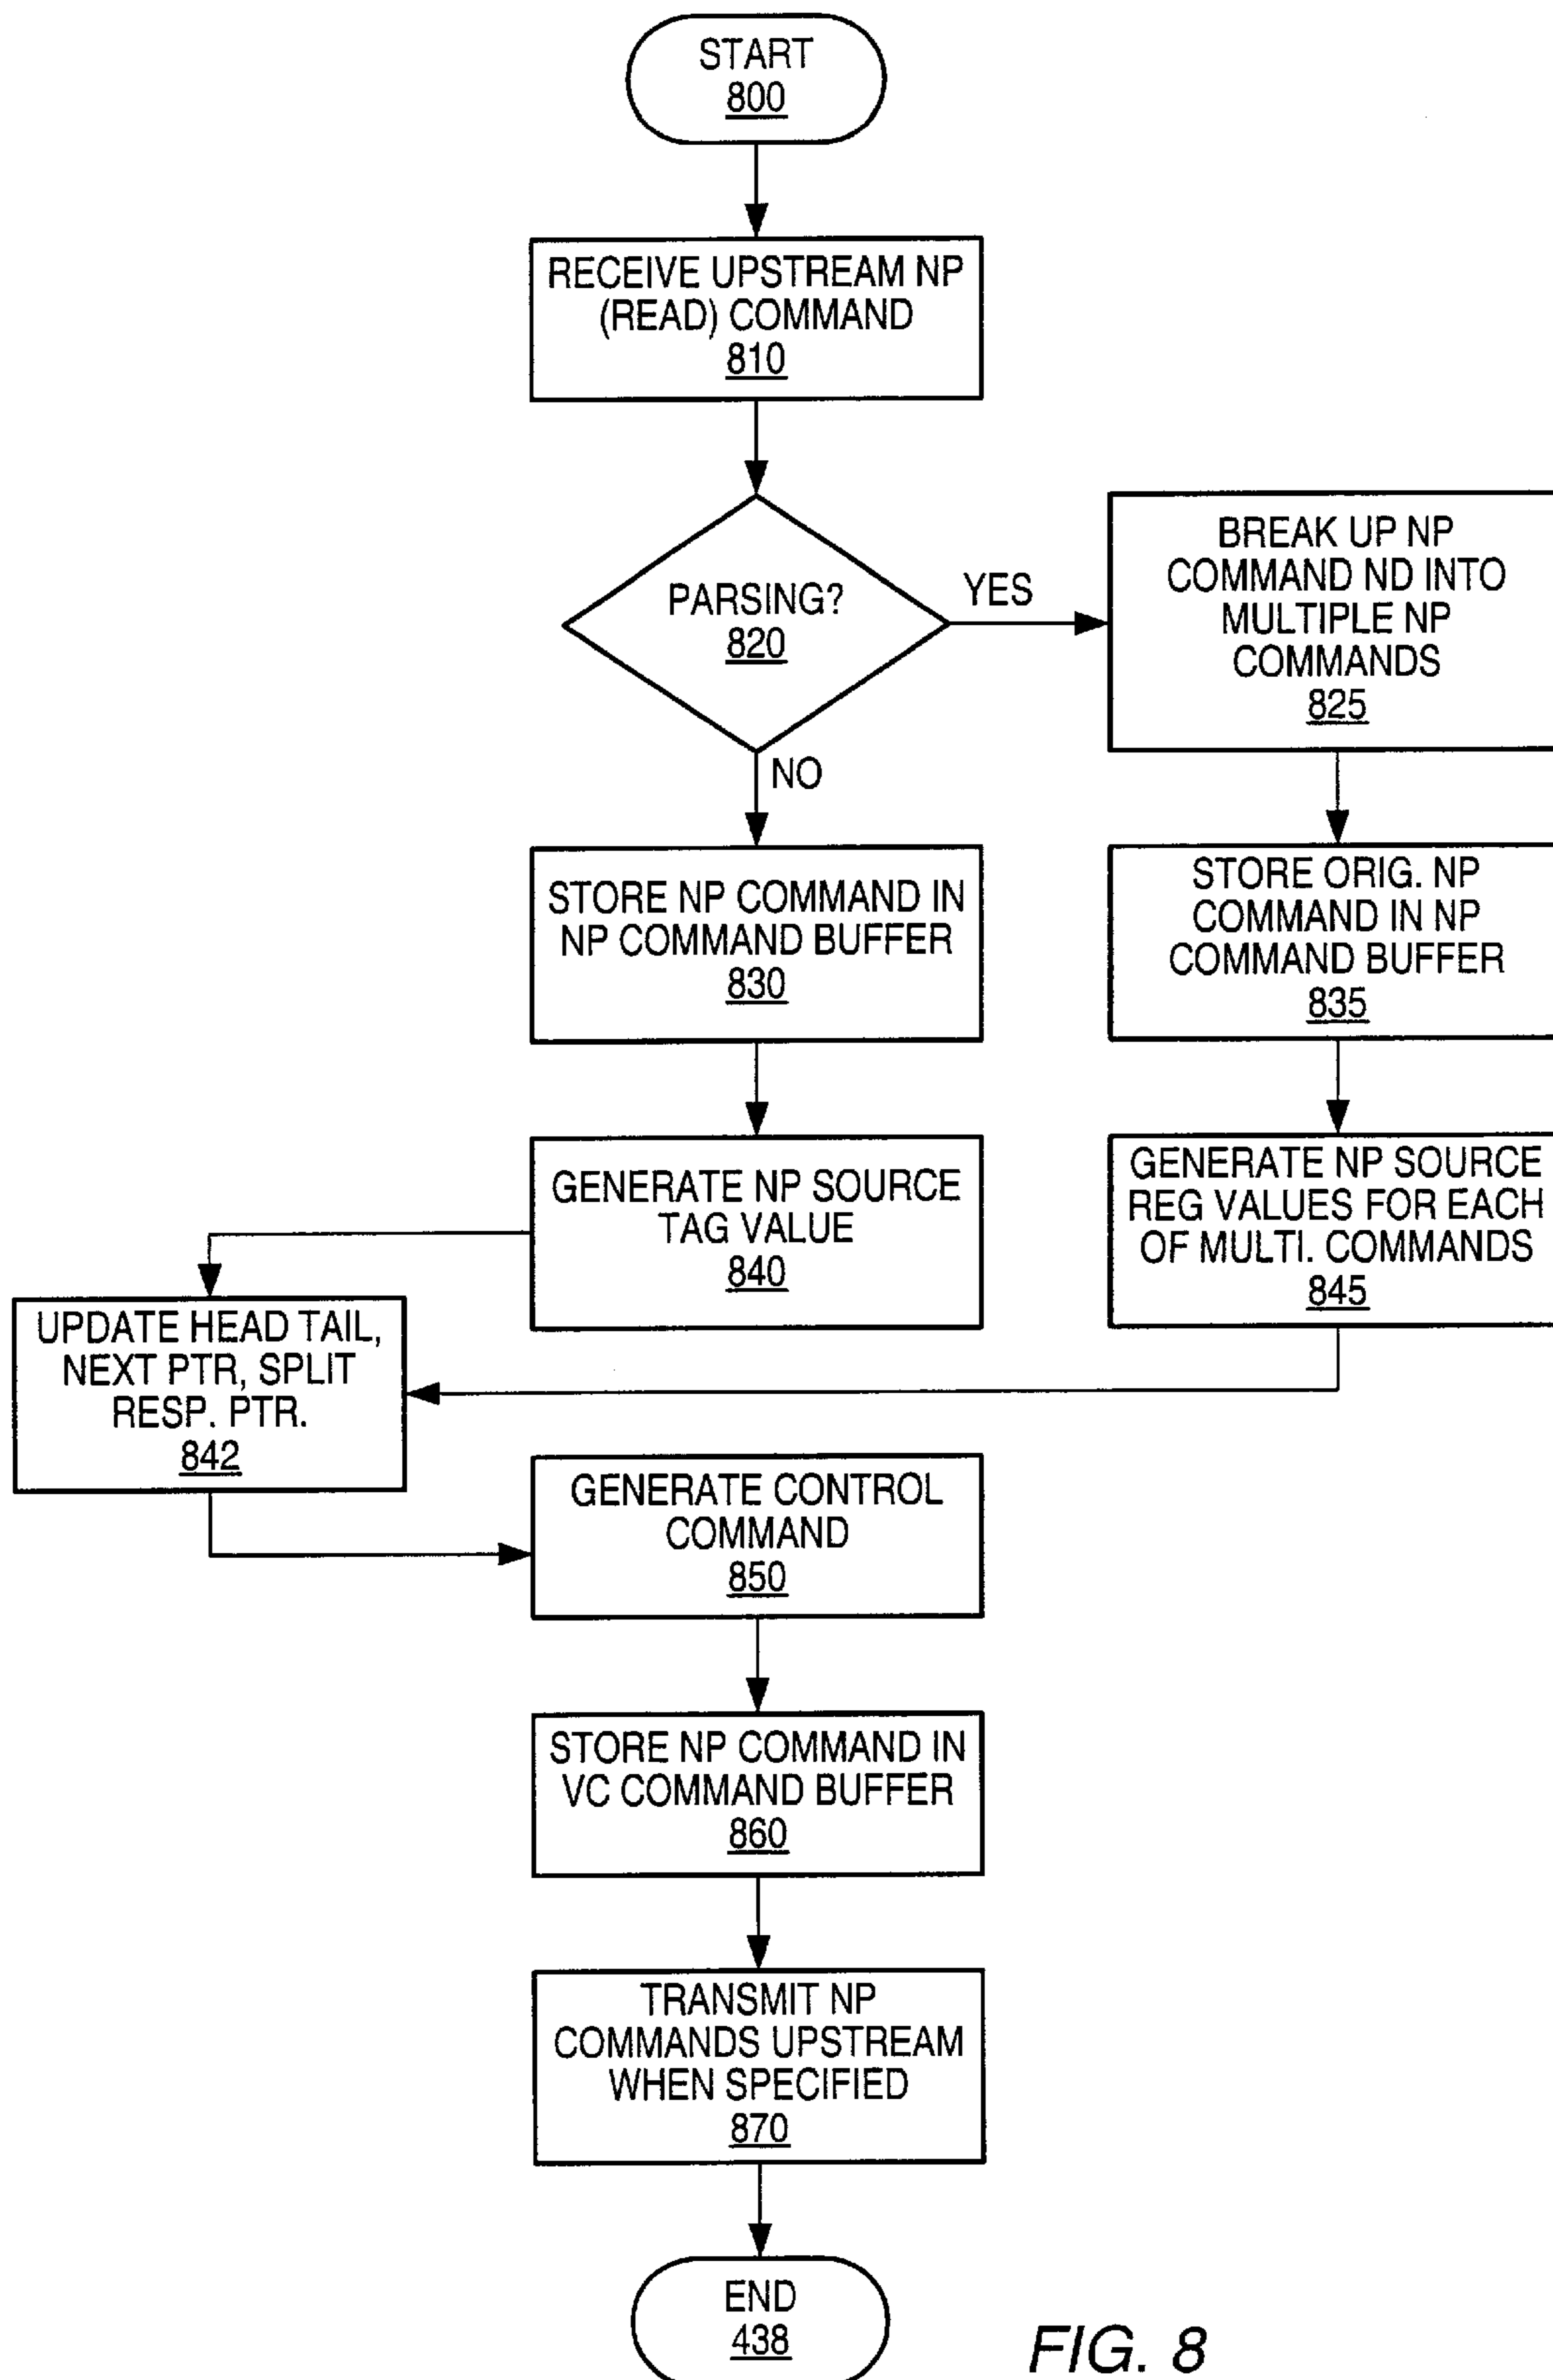 START
800
RECEIVE UPSTREAM NP
(READ) COMMAND
810
PARSING?
820
YES
NO
BREAK UP NP
COMMAND ND INTO
MULTIPLE NP
COMMANDS
825
STORE NP COMMAND IN
NP COMMAND BUFFER
830
STORE ORIG. NP
COMMAND IN NP
COMMAND BUFFER
835
GENERATE NP SOURCE
TAG VALUE
840
GENERATE NP SOURCE
REG VALUES FOR EACH
OF MULTI. COMMANDS
845
UPDATE HEAD TAIL,
NEXT PTR, SPLIT
RESP. PTR.
842
GENERATE CONTROL
COMMAND
850
STORE NP COMMAND IN
VC COMMAND BUFFER
860
TRANSMIT NP
COMMANDS UPSTREAM
WHEN SPECIFIED
870
END
438
FIG. 8